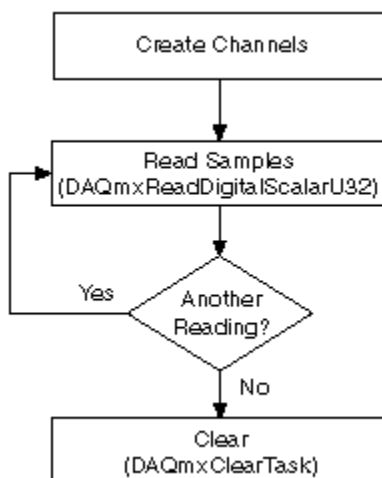 Create Channels
Read Samples
(DAQmxReadDigitalScalarU32)
Yes
Another
Reading?
No
Clear
(DAQmxClearTask)